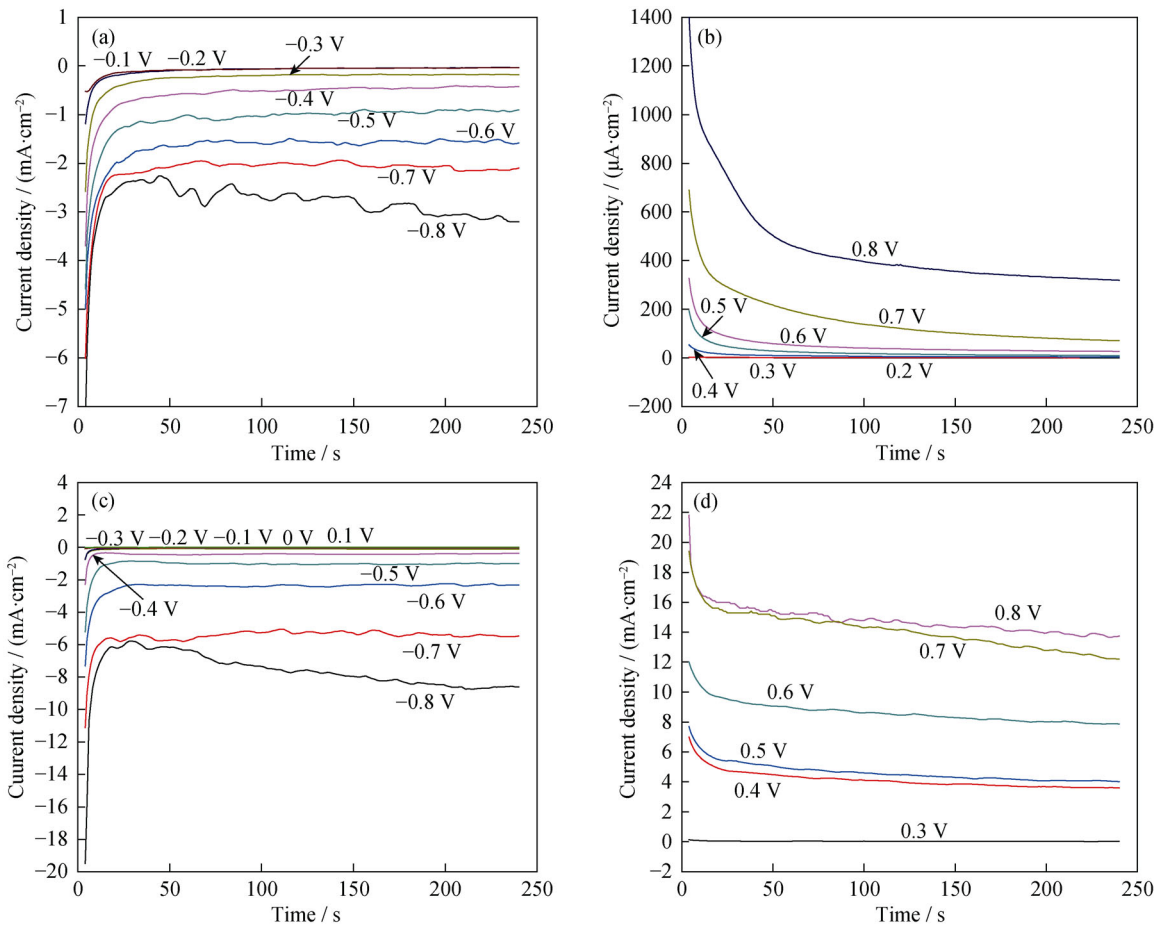 (a)
1
0
−1
−2
−3
−4
−5
−6
−7
0
50
100
150
200
250
Current density / (mA·cm⁻²)
Time / s
−0.1 V
−0.2 V
−0.3 V
−0.4 V
−0.5 V
−0.6 V
−0.7 V
−0.8 V
(b)
1400
1200
1000
800
600
400
200
0
−200
0
50
100
150
200
250
Current density / (μA·cm⁻²)
Time / s
0.8 V
0.7 V
0.5 V
0.6 V
0.3 V
0.2 V
0.4 V
(c)
4
2
0
−2
−4
−6
−8
−10
−12
−14
−16
−18
−20
0
50
100
150
200
250
Cuurent density / (mA·cm⁻²)
Time / s
−0.3 V
−0.2 V
−0.1 V
0 V
0.1 V
−0.4 V
−0.5 V
−0.6 V
−0.7 V
−0.8 V
(d)
24
22
20
18
16
14
12
10
8
6
4
2
0
−2
0
50
100
150
200
250
Current density / (mA·cm⁻²)
Time / s
0.8 V
0.7 V
0.6 V
0.5 V
0.4 V
0.3 V